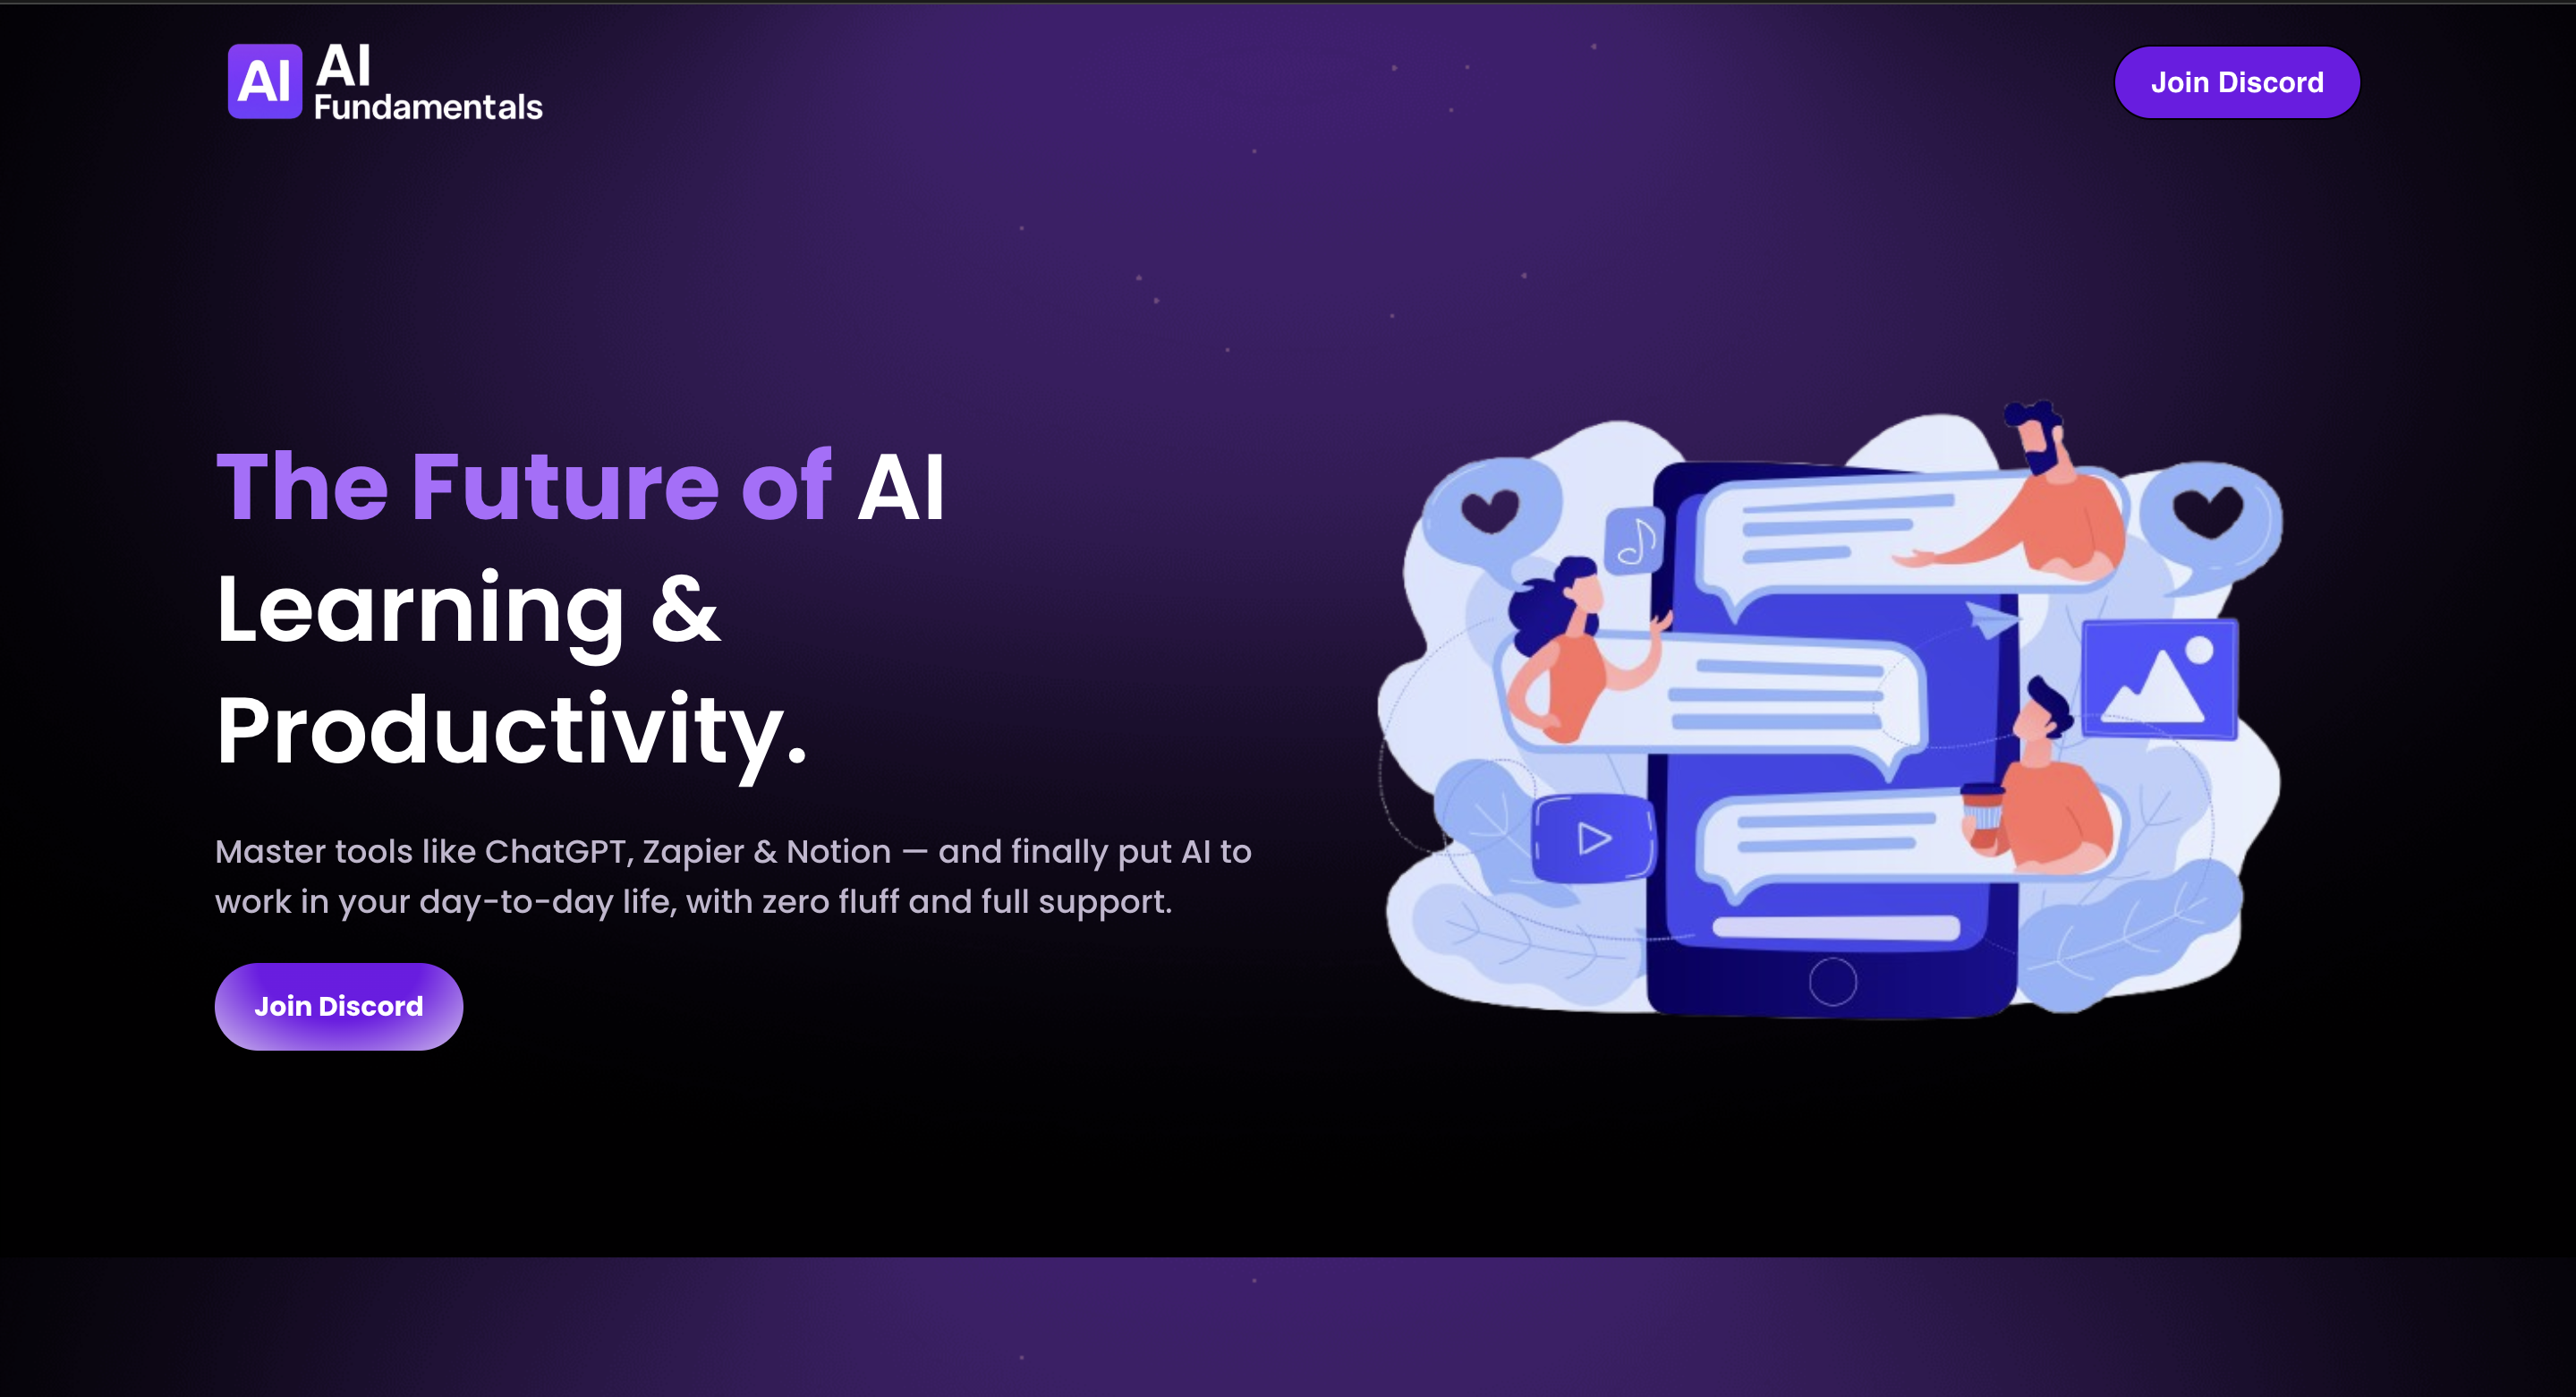 AI
AI
Fundamentals
Join Discord
The Future of AI
Learning &
Productivity.
Master tools like ChatGPT, Zapier & Notion — and finally put AI to
work in your day-to-day life, with zero fluff and full support.
Join Discord